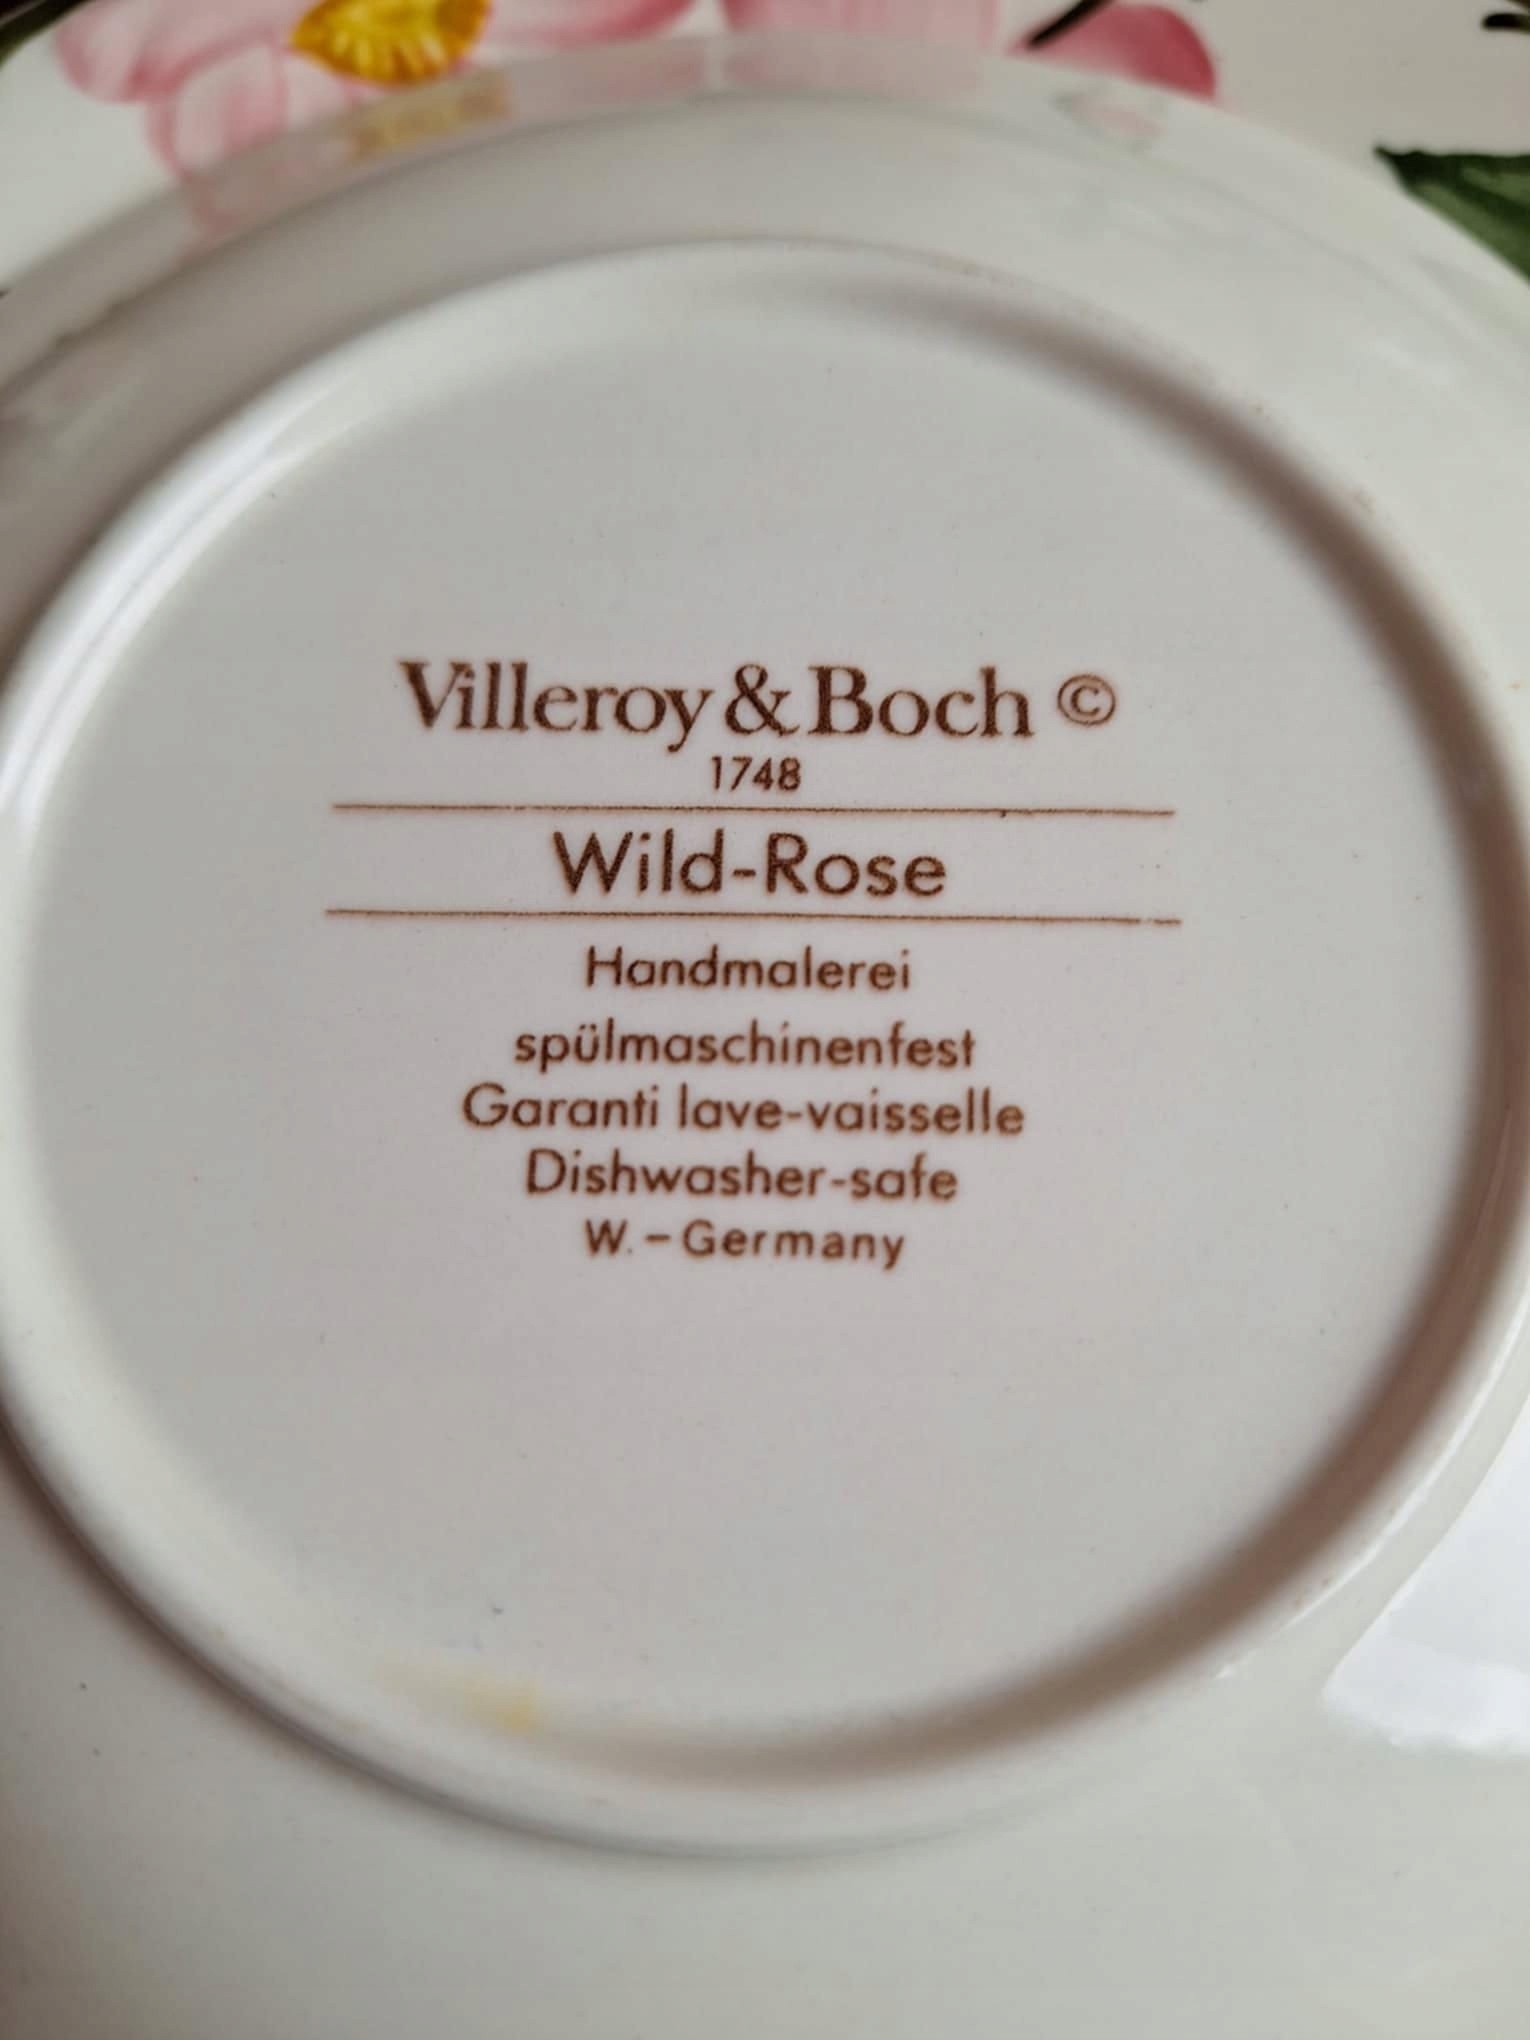 Villeroy & Boch ©
1748
Wild-Rose
Handmalerei
spülmaschinenfest
Garanti lave-vaisselle
Dishwasher-safe
W. – Germany